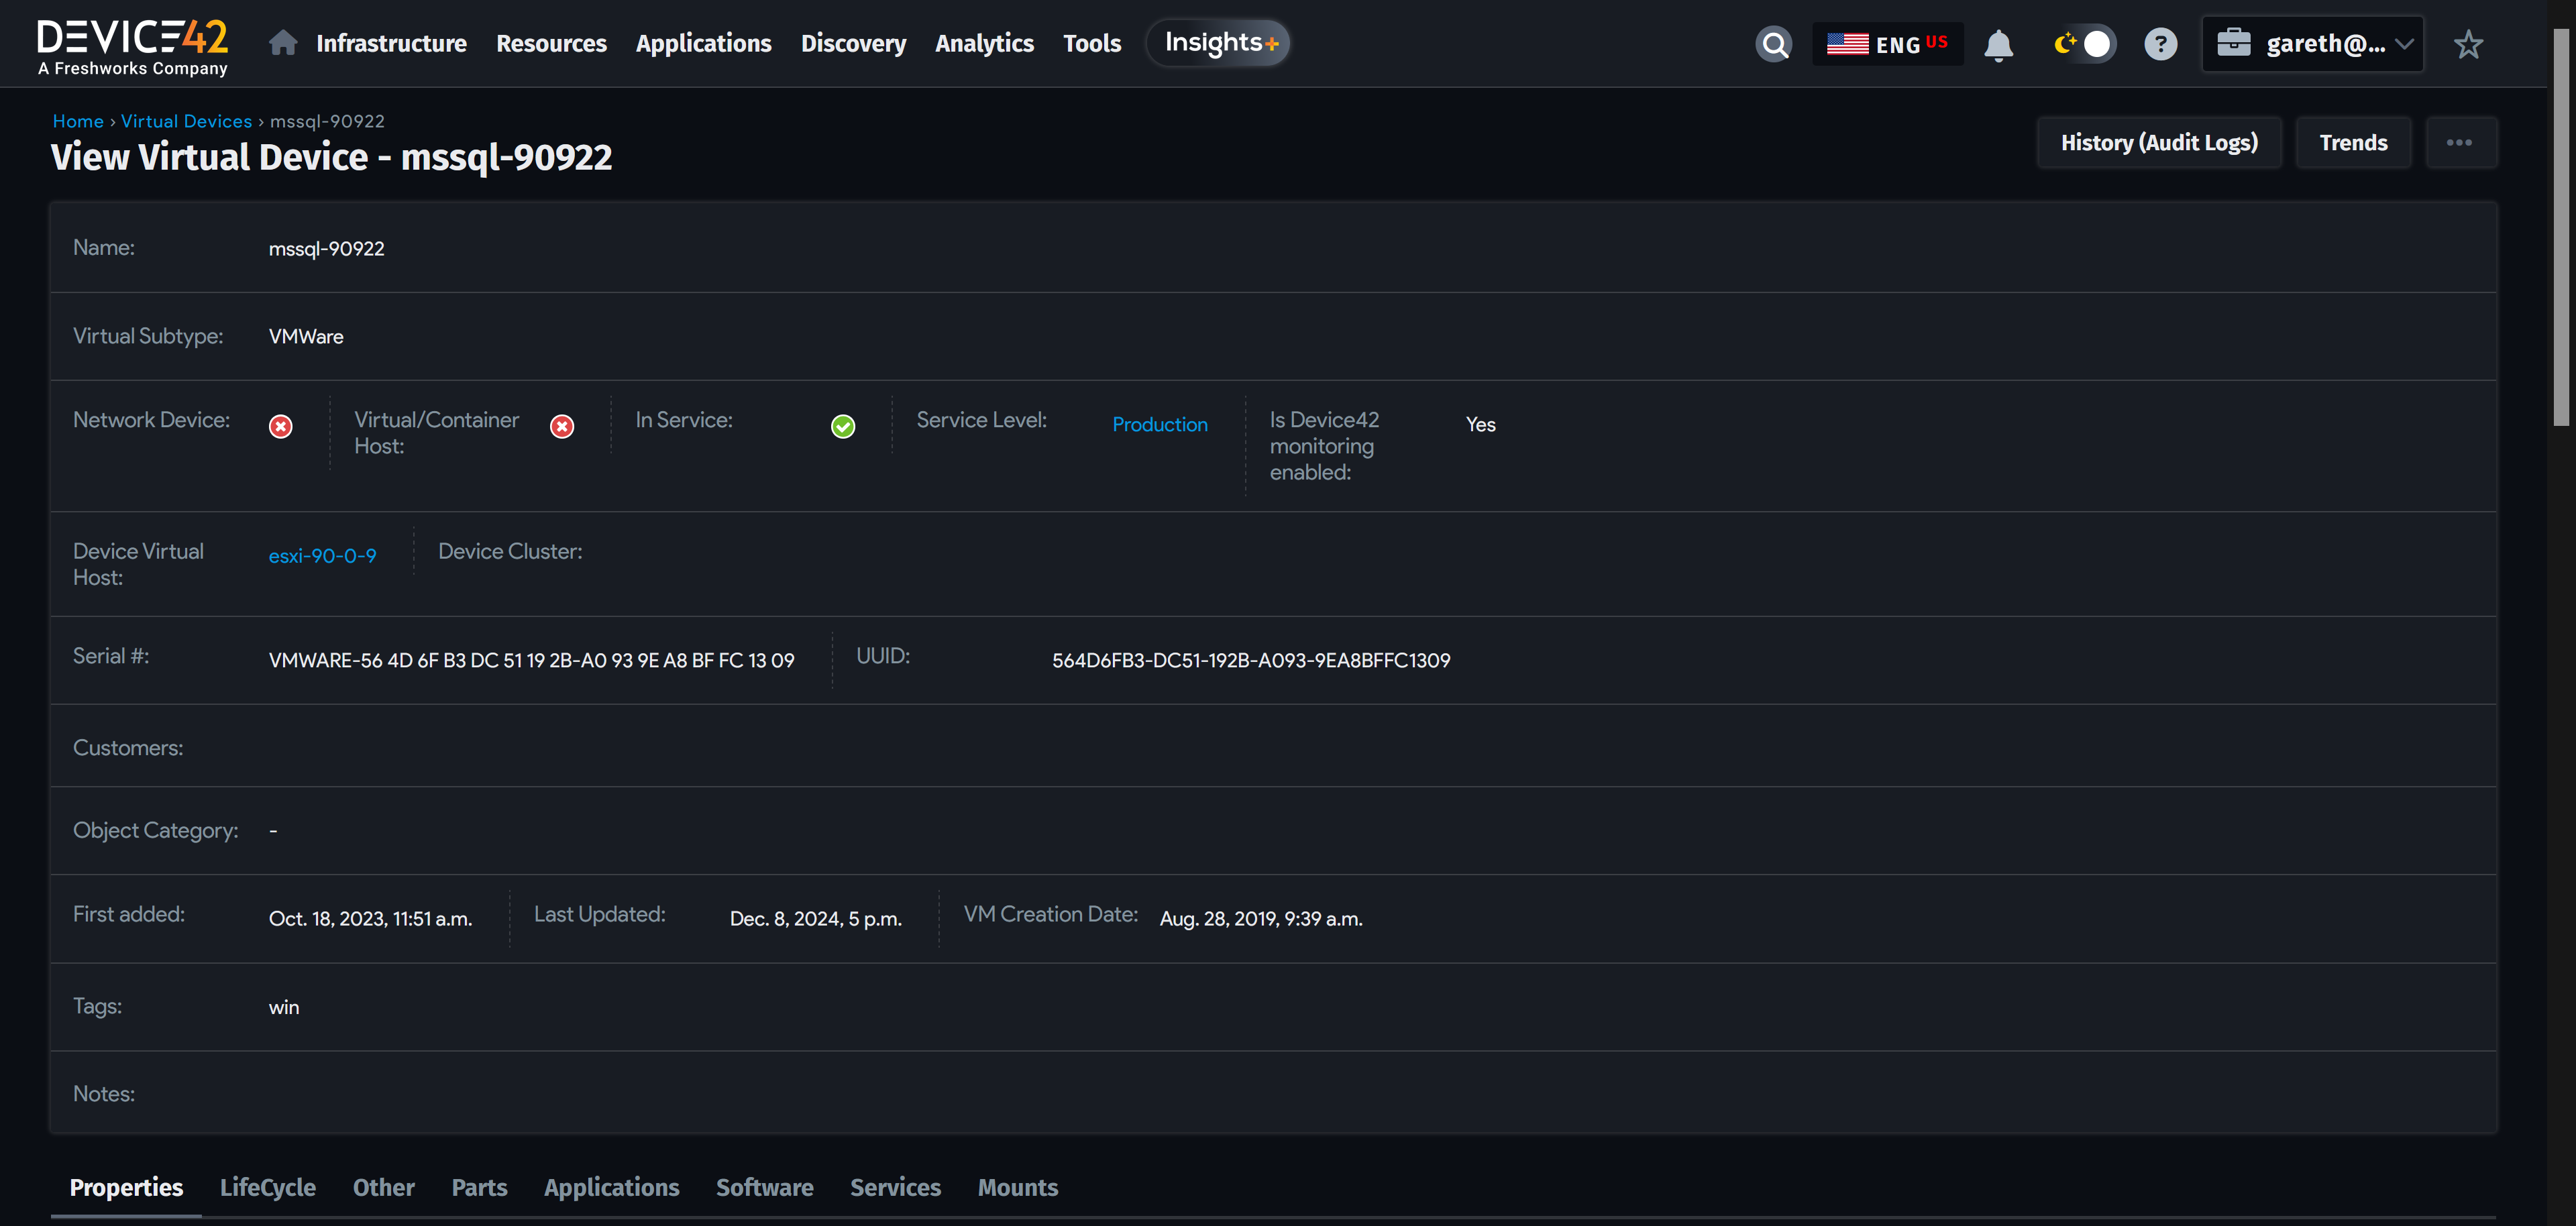 DEVICE42
A Freshworks Company
Infrastructure Resources Applications Discovery Analytics Tools Insights+
ENG US
?
gareth@...
Home › Virtual Devices › mssql-90922
View Virtual Device - mssql-90922
History (Audit Logs) Trends •••
Name: mssql-90922
Virtual Subtype: VMWare
Network Device: Virtual/Container Host: In Service: Service Level: Production Is Device42 monitoring enabled: Yes
Device Virtual Host: esxi-90-0-9 Device Cluster:
Serial #: VMWARE-56 4D 6F B3 DC 51 19 2B-A0 93 9E A8 BF FC 13 09 UUID: 564D6FB3-DC51-192B-A093-9EA8BFFC1309
Customers:
Object Category: -
First added: Oct. 18, 2023, 11:51 a.m. Last Updated: Dec. 8, 2024, 5 p.m. VM Creation Date: Aug. 28, 2019, 9:39 a.m.
Tags: win
Notes:
Properties LifeCycle Other Parts Applications Software Services Mounts